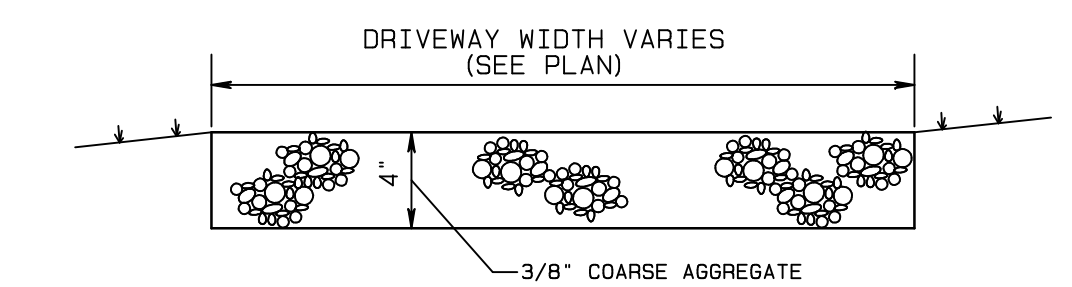 DRIVEWAY WIDTH VARIES
(SEE PLAN)
4"
3/8" COARSE AGGREGATE